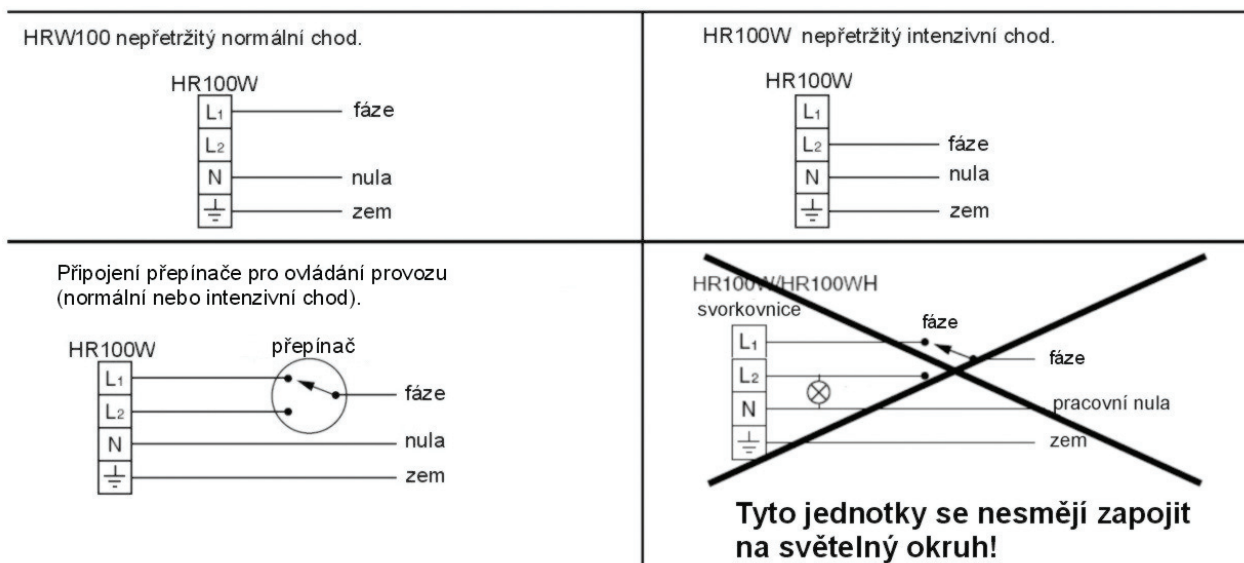 HRW100 nepřetržitý normální chod.
HR100W
L1 fáze
L2
N nula
zem
HR100W nepřetržitý intenzivní chod.
HR100W
L1
L2 fáze
N nula
zem
Připojení přepínače pro ovládání provozu
(normální nebo intenzivní chod).
HR100W přepínač
L1
fáze
L2
N nula
zem
HR100W/HR100WH
svorkovnice
fáze
L1
fáze
L2
N pracovní nula
zem
Tyto jednotky se nesmějí zapojit
na světelný okruh!